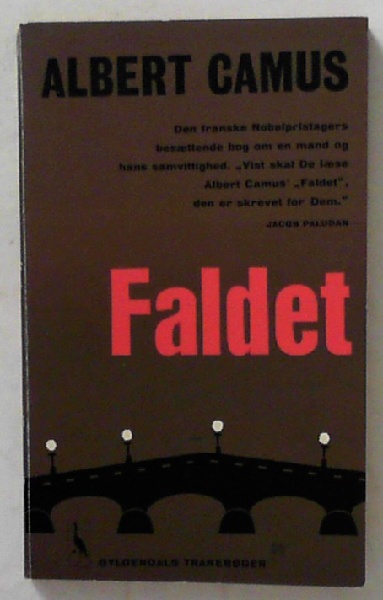 ALBERT CAMUS
Den franske Nobelpristagers
besættende bog om en mand og
hans samvittighed. „Vist skal De læse
Albert Camus' „Faldet",
den er skrevet for Dem."
JACOB PALUDAN
Faldet
GYLDENDALS TRANEBØGER